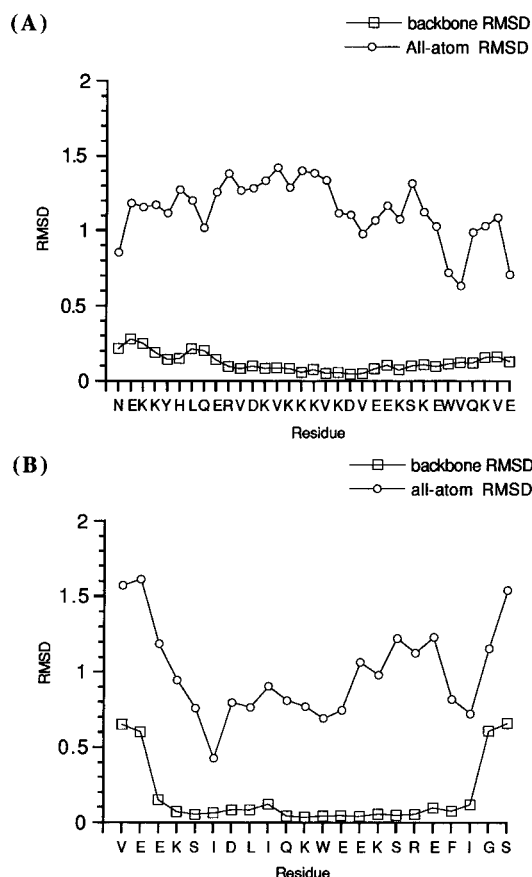 (A)
backbone RMSD
All-atom RMSD
2
1.5
1
0.5
0
RMSD
N E K K Y H L Q E R V D K V K K K V K D V E E K S K E W V Q K V E
Residue
(B)
backbone RMSD
all-atom RMSD
2
1.5
1
0.5
0
RMSD
V E E K S I D L I Q K W E E K S R E F I G S
Residue